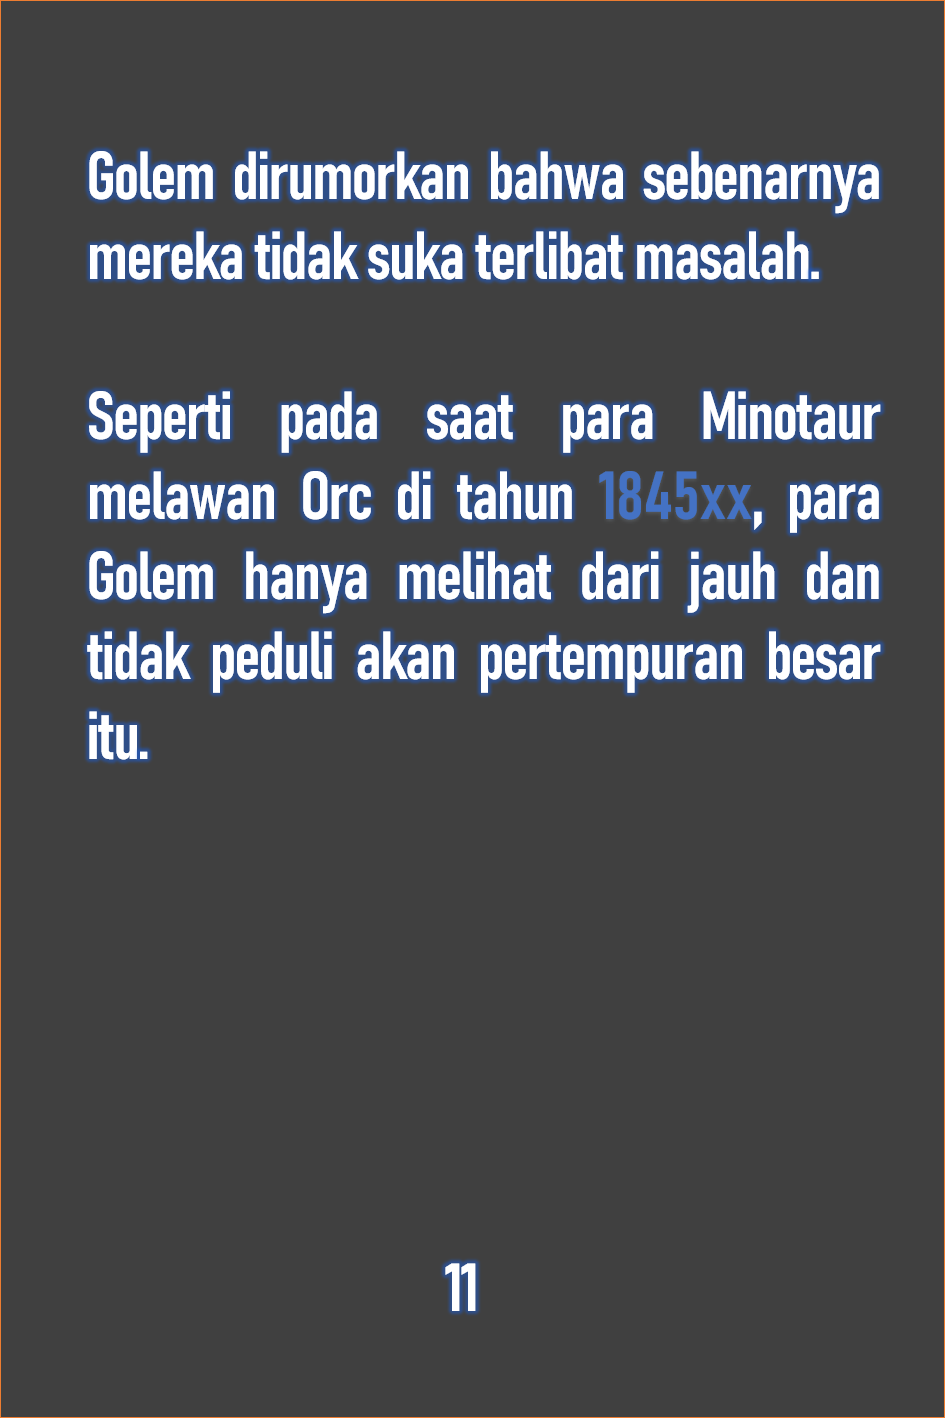 Golem dirumorkan bahwa sebenarnya
mereka tidak suka terlibat masalah.
Seperti pada saat para Minotaur
melawan Orc di tahun 1845xx, para
Golem hanya melihat dari jauh dan
tidak peduli akan pertempuran besar
itu.
11